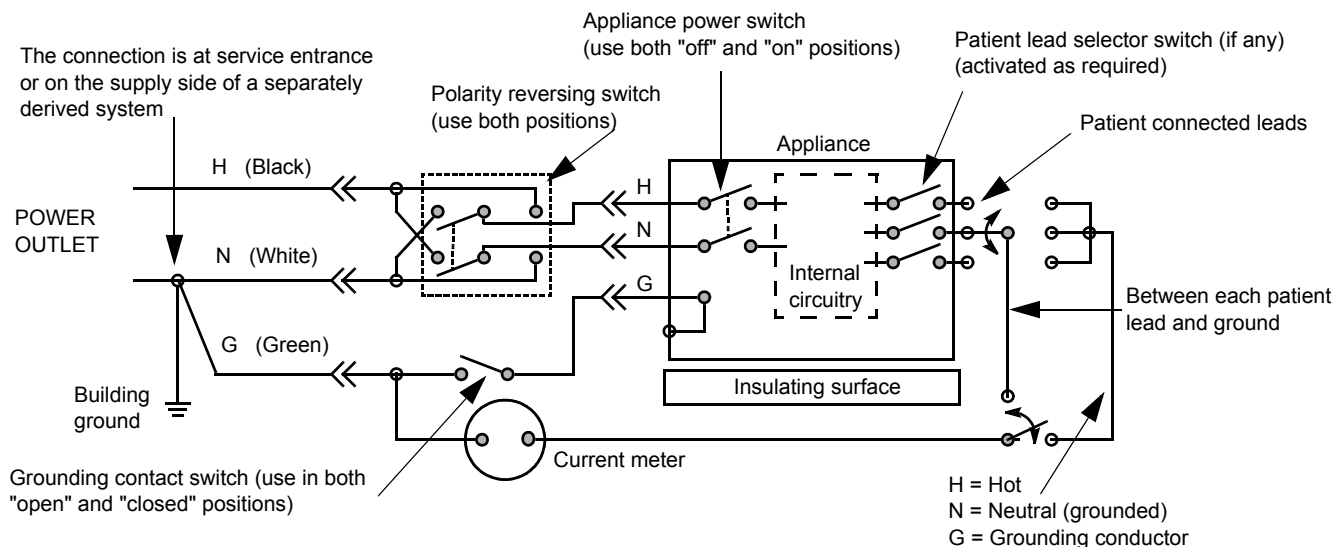 Appliance power switch
(use both "off" and "on" positions)
Patient lead selector switch (if any)
(activated as required)
The connection is at service entrance
or on the supply side of a separately
derived system
Polarity reversing switch
(use both positions)
Patient connected leads
Appliance
H (Black)
H
POWER
OUTLET
N (White)
N
Internal
circuitry
G
Between each patient
lead and ground
G (Green)
Insulating surface
Building
ground
Current meter
Grounding contact switch (use in both
"open" and "closed" positions)
H = Hot
N = Neutral (grounded)
G = Grounding conductor